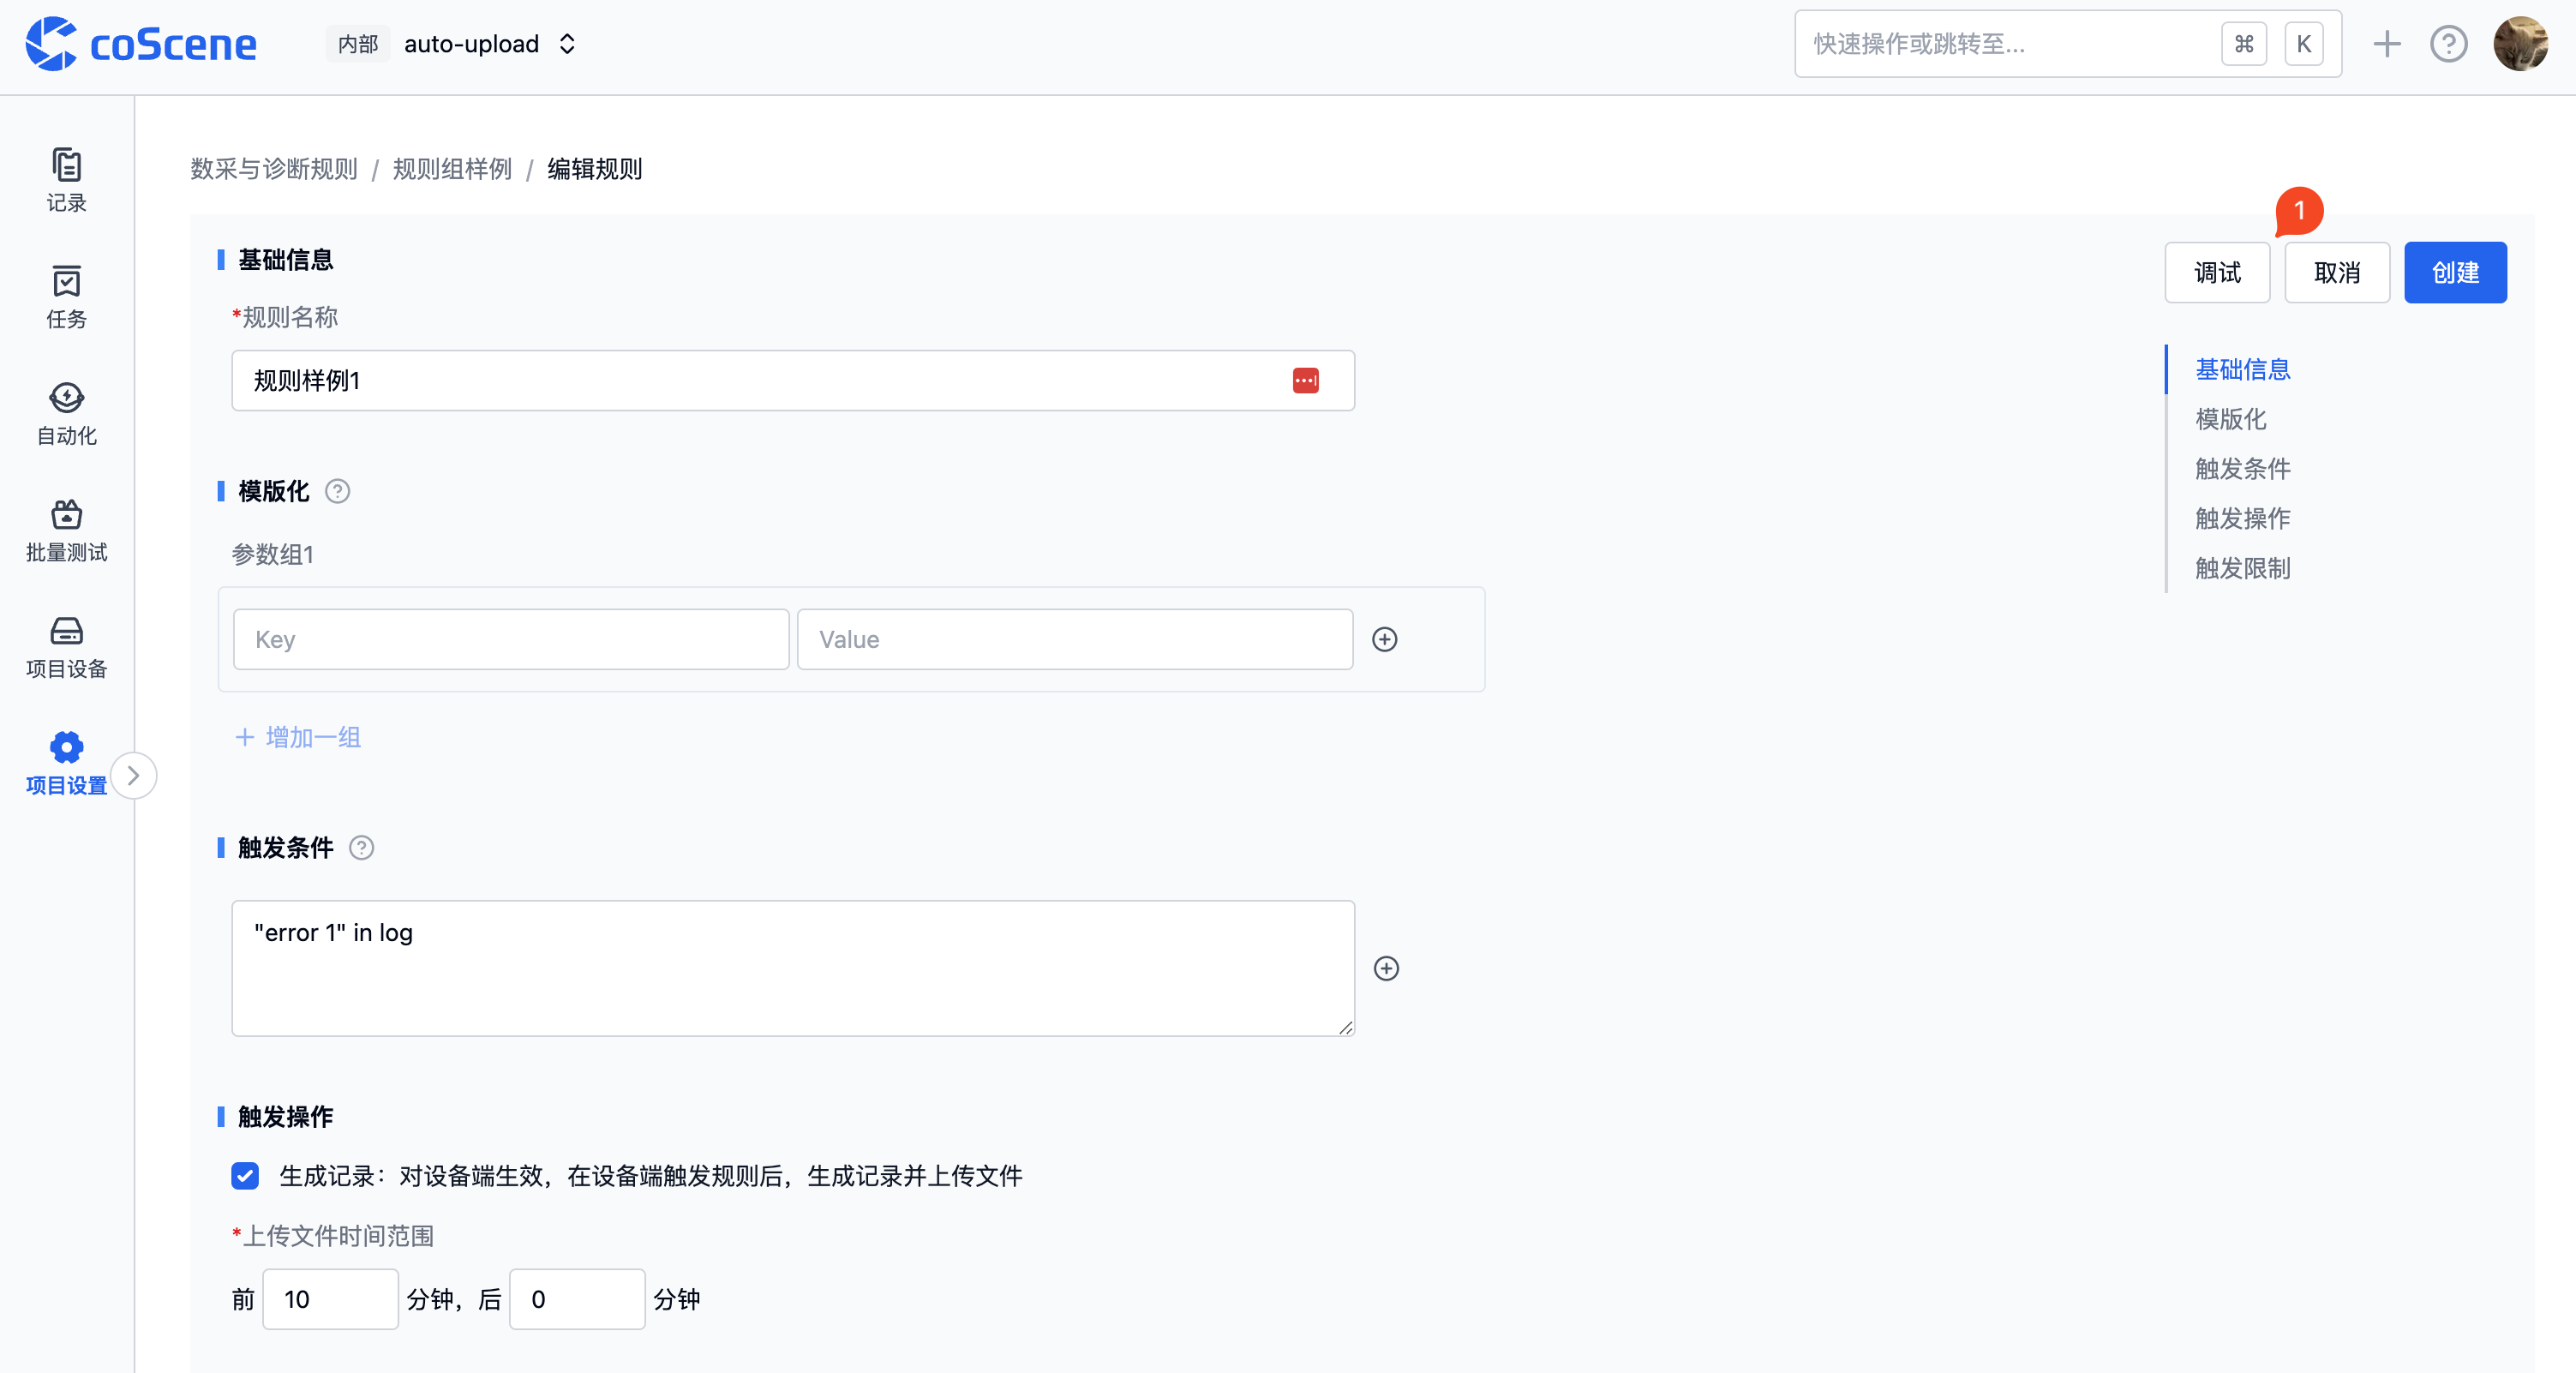 coScene
内部 auto-upload
快速操作或跳转至... ⌘ K
记录
任务
自动化
批量测试
项目设备
项目设置
数采与诊断规则 / 规则组样例 / 编辑规则
1
调试 取消 创建
基础信息
*规则名称
规则样例1
模版化
参数组1
Key Value
+ 增加一组
触发条件
"error 1" in log
触发操作
生成记录：对设备端生效，在设备端触发规则后，生成记录并上传文件
*上传文件时间范围
前 10 分钟，后 0 分钟
基础信息
模版化
触发条件
触发操作
触发限制